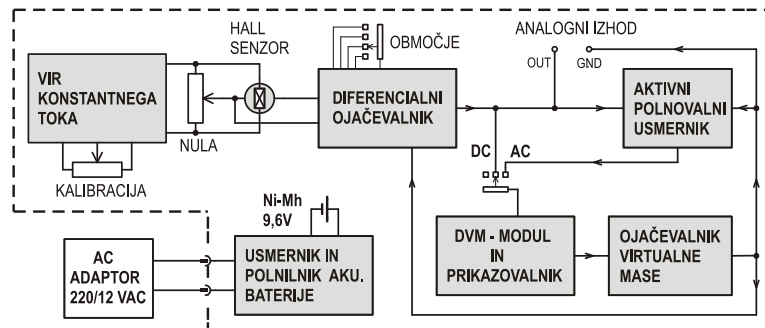 VIR
KONSTANTNEGA
TOKA
KALIBRACIJA
NULA
HALL
SENZOR
OBMOČJE
DIFERENCIALNI
OJAČEVALNIK
ANALOGNI IZHOD
OUT
GND
AKTIVNI
POLNOVALNI
USMERNIK
DC
AC
DVM - MODUL
IN
PRIKAZOVALNIK
OJAČEVALNIK
VIRTUALNE
MASE
Ni-Mh
9,6V
USMERNIK IN
POLNILNIK AKU.
BATERIJE
AC
ADAPTOR
220/12 VAC